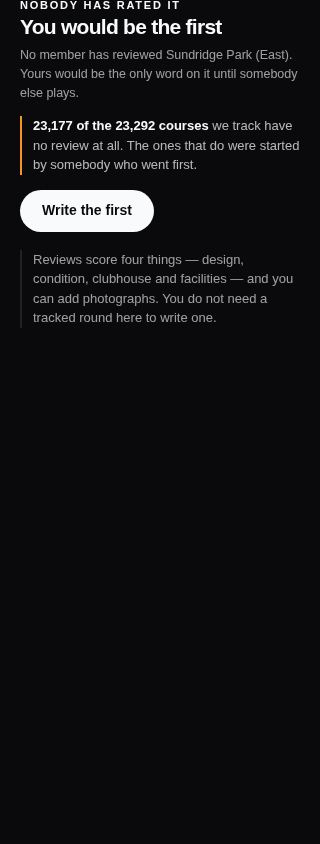 NOBODY HAS RATED IT
You would be the first
No member has reviewed Sundridge Park (East).
Yours would be the only word on it until somebody
else plays.
23,177 of the 23,292 courses we track have
no review at all. The ones that do were started
by somebody who went first.
Write the first
Reviews score four things — design,
condition, clubhouse and facilities — and you
can add photographs. You do not need a
tracked round here to write one.